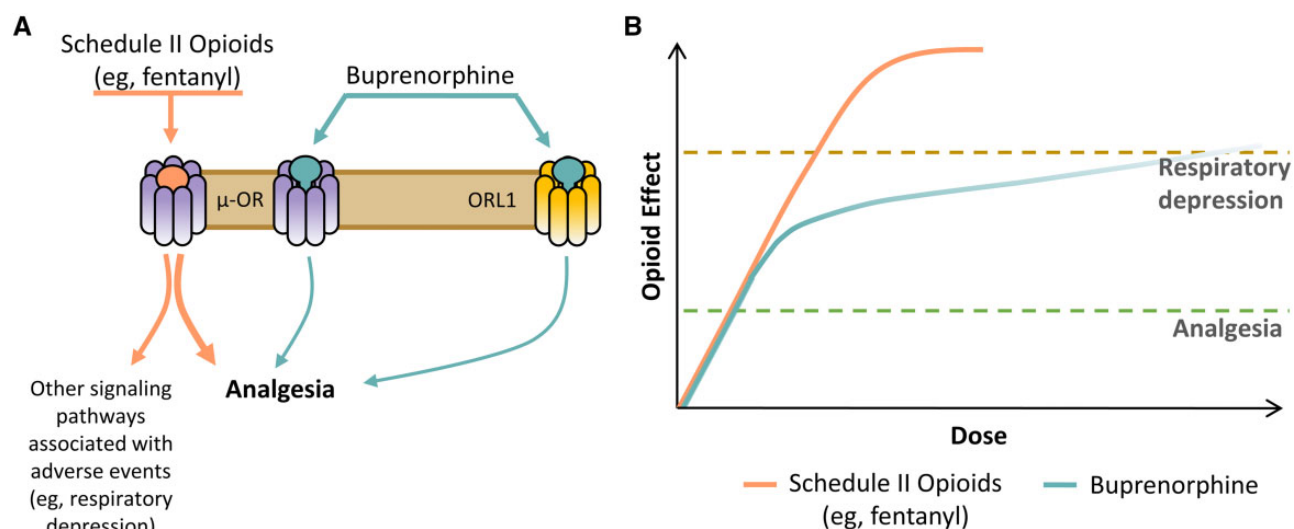 A
Schedule II Opioids
(eg, fentanyl)
Buprenorphine
μ-OR
ORL1
Other signaling
pathways
associated with
adverse events
(eg, respiratory
depression)
Analgesia
B
Opioid Effect
Respiratory
depression
Analgesia
Dose
Schedule II Opioids
(eg, fentanyl)
Buprenorphine